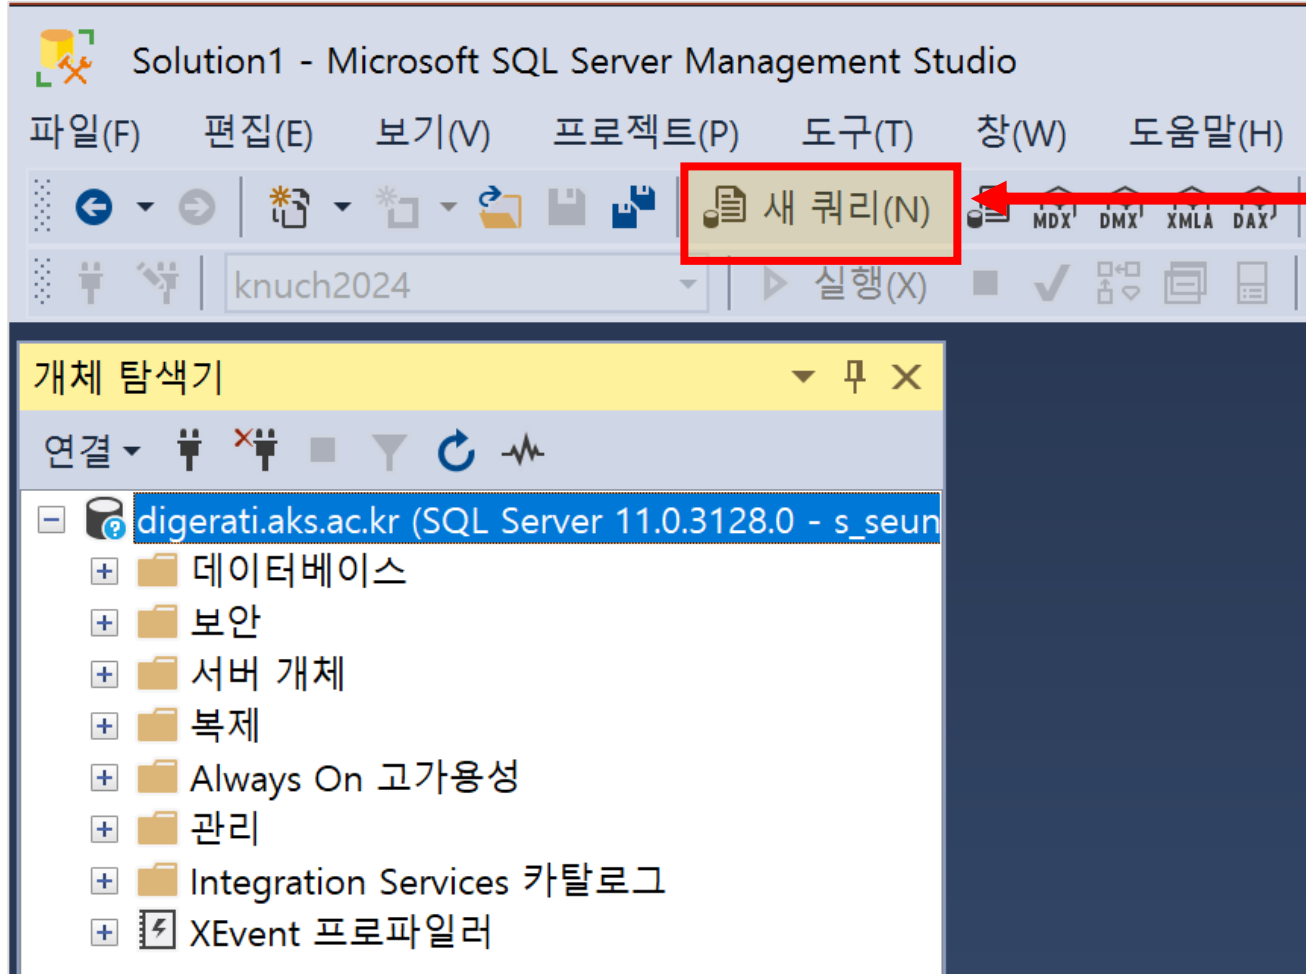 Solution1 - Microsoft SQL Server Management Studio
파일(F) 편집(E) 보기(V) 프로젝트(P) 도구(T) 창(W) 도움말(H)
새 쿼리(N) MDX DMX XMLA DAX
knuch2024 실행(X)
개체 탐색기
연결
digerati.aks.ac.kr (SQL Server 11.0.3128.0 - s_seun
데이터베이스
보안
서버 개체
복제
Always On 고가용성
관리
Integration Services 카탈로그
XEvent 프로파일러